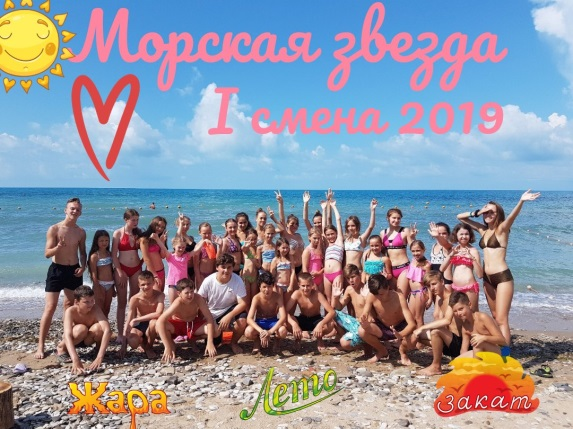 Морская звезда
I смена 2019
Жара
Лето
Закат